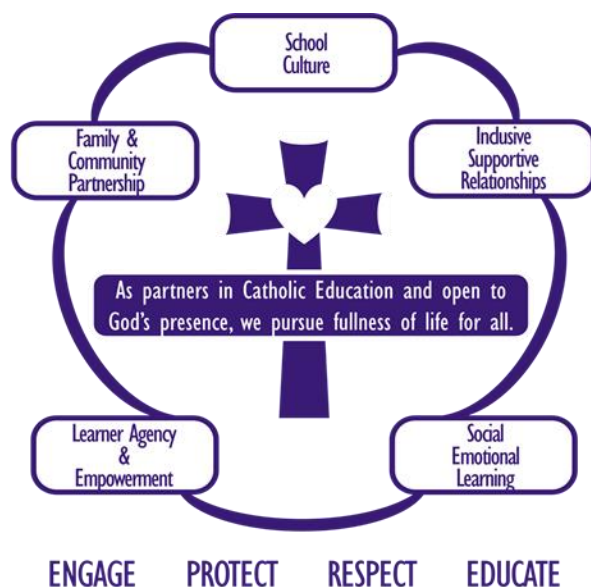 School
Culture
Family &
Community
Partnership
Inclusive
Supportive
Relationships
As partners in Catholic Education and open to
God's presence, we pursue fullness of life for all.
Learner Agency
&
Empowerment
Social
Emotional
Learning
ENGAGE PROTECT RESPECT EDUCATE